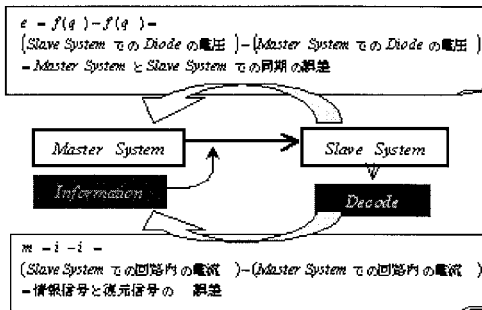 e = f(q ) − f(q ) =
(Slave System での Diode の電圧 ) − (Master System での Diode の電圧 )
= Master System と Slave System での同期の誤差
Master System
Slave System
Information
Decode
m = i − i =
(Slave System での回路内の電流 ) − (Master System での回路内の電流 )
= 情報信号と復元信号の 誤差